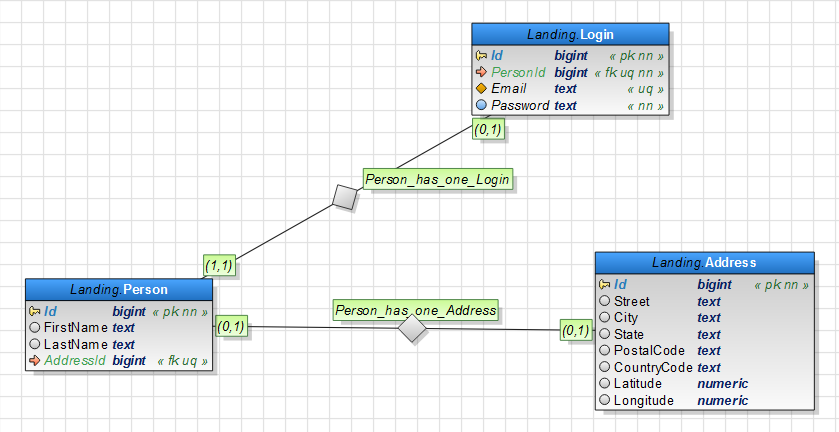 Landing.Login
Id bigint « pk nn »
PersonId bigint « fk uq nn »
Email text « uq »
Password text « nn »
(0,1)
Person_has_one_Login
(1,1)
Landing.Person
Id bigint « pk nn »
FirstName text
LastName text
AddressId bigint « fk uq »
(0,1)
Person_has_one_Address
(0,1)
Landing.Address
Id bigint « pk nn »
Street text
City text
State text
PostalCode text
CountryCode text
Latitude numeric
Longitude numeric